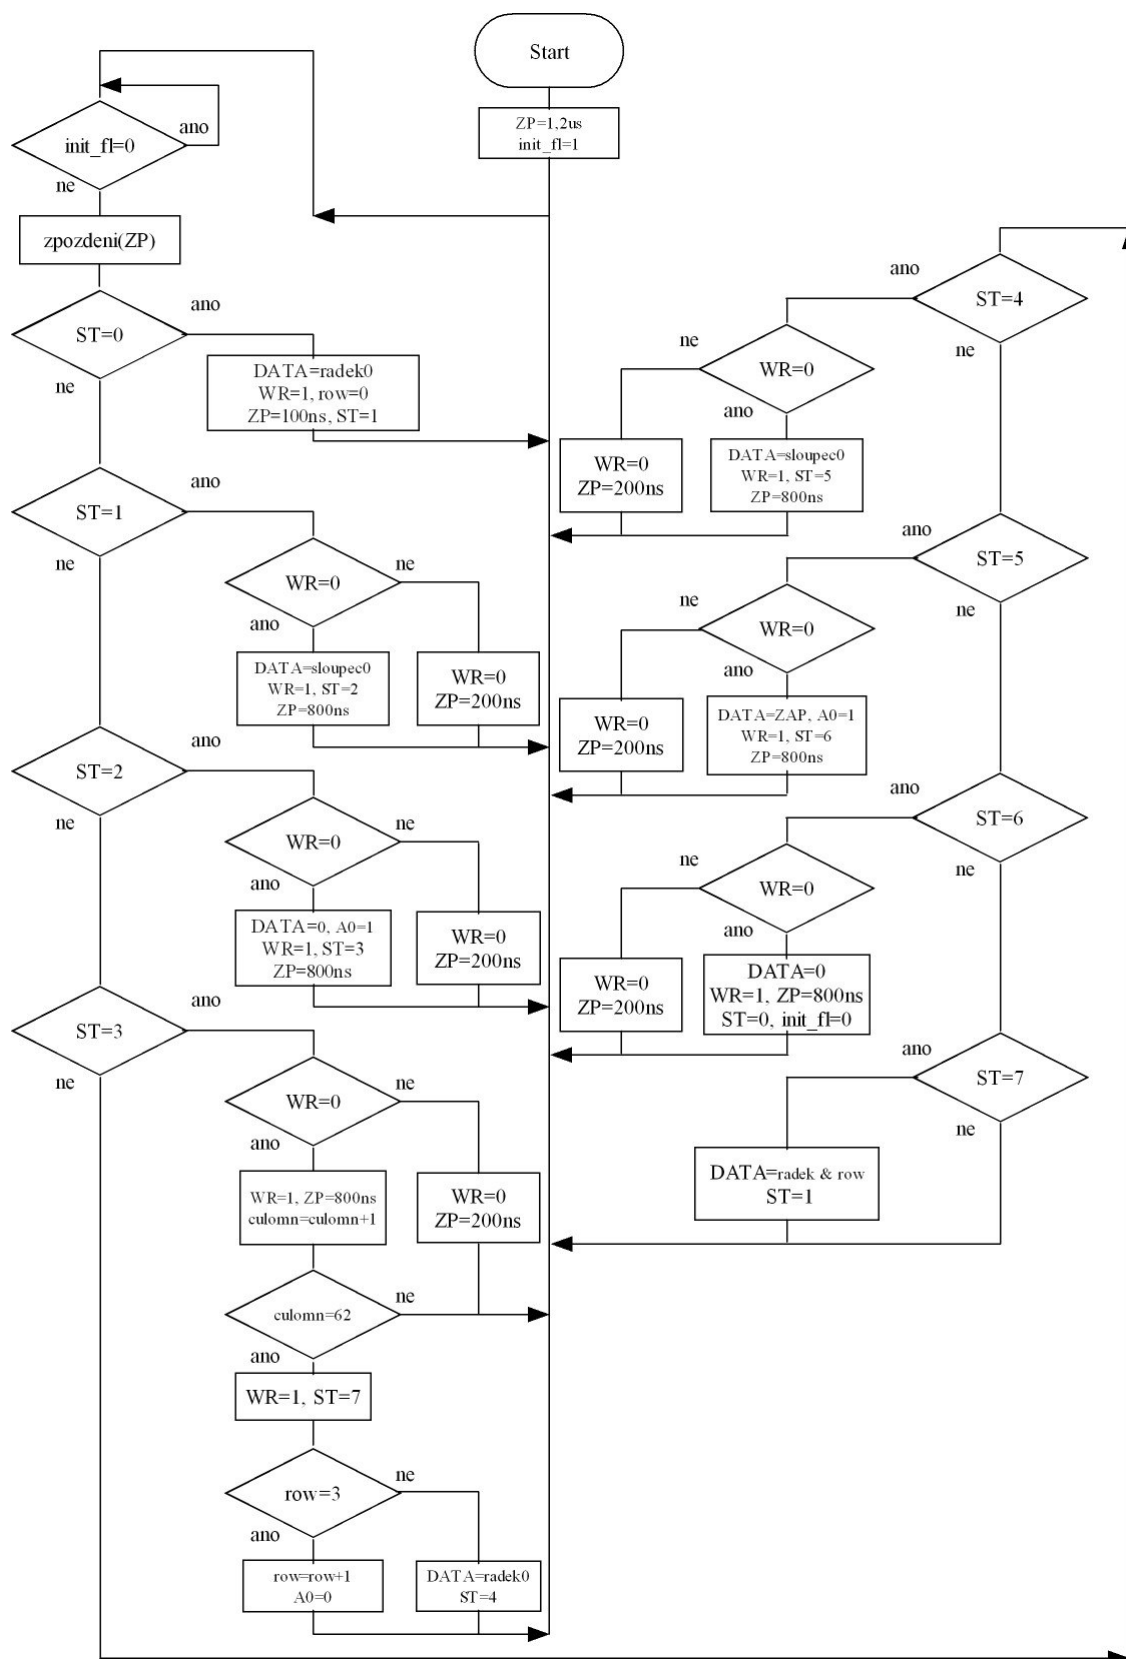 Start
ZP=1,2us
init_fl=1
init_fl=0
ano
ne
zpozdeni(ZP)
ST=0
ano
ne
DATA=radek0
WR=1, row=0
ZP=100ns, ST=1
ST=1
ano
ne
WR=0
ne
ano
DATA=sloupec0
WR=1, ST=2
ZP=800ns
WR=0
ZP=200ns
ST=2
ano
ne
WR=0
ne
ano
DATA=0, A0=1
WR=1, ST=3
ZP=800ns
WR=0
ZP=200ns
ST=3
ano
ne
WR=0
ne
ano
WR=1, ZP=800ns
culomn=culomn+1
WR=0
ZP=200ns
culomn=62
ne
ano
WR=1, ST=7
row=3
ne
ano
row=row+1
A0=0
DATA=radek0
ST=4
ST=4
ano
ne
WR=0
ne
ano
WR=0
ZP=200ns
DATA=sloupec0
WR=1, ST=5
ZP=800ns
ST=5
ano
ne
WR=0
ne
ano
WR=0
ZP=200ns
DATA=ZAP, A0=1
WR=1, ST=6
ZP=800ns
ST=6
ano
ne
WR=0
ne
ano
WR=0
ZP=200ns
DATA=0
WR=1, ZP=800ns
ST=0, init_fl=0
ST=7
ano
ne
DATA=radek & row
ST=1